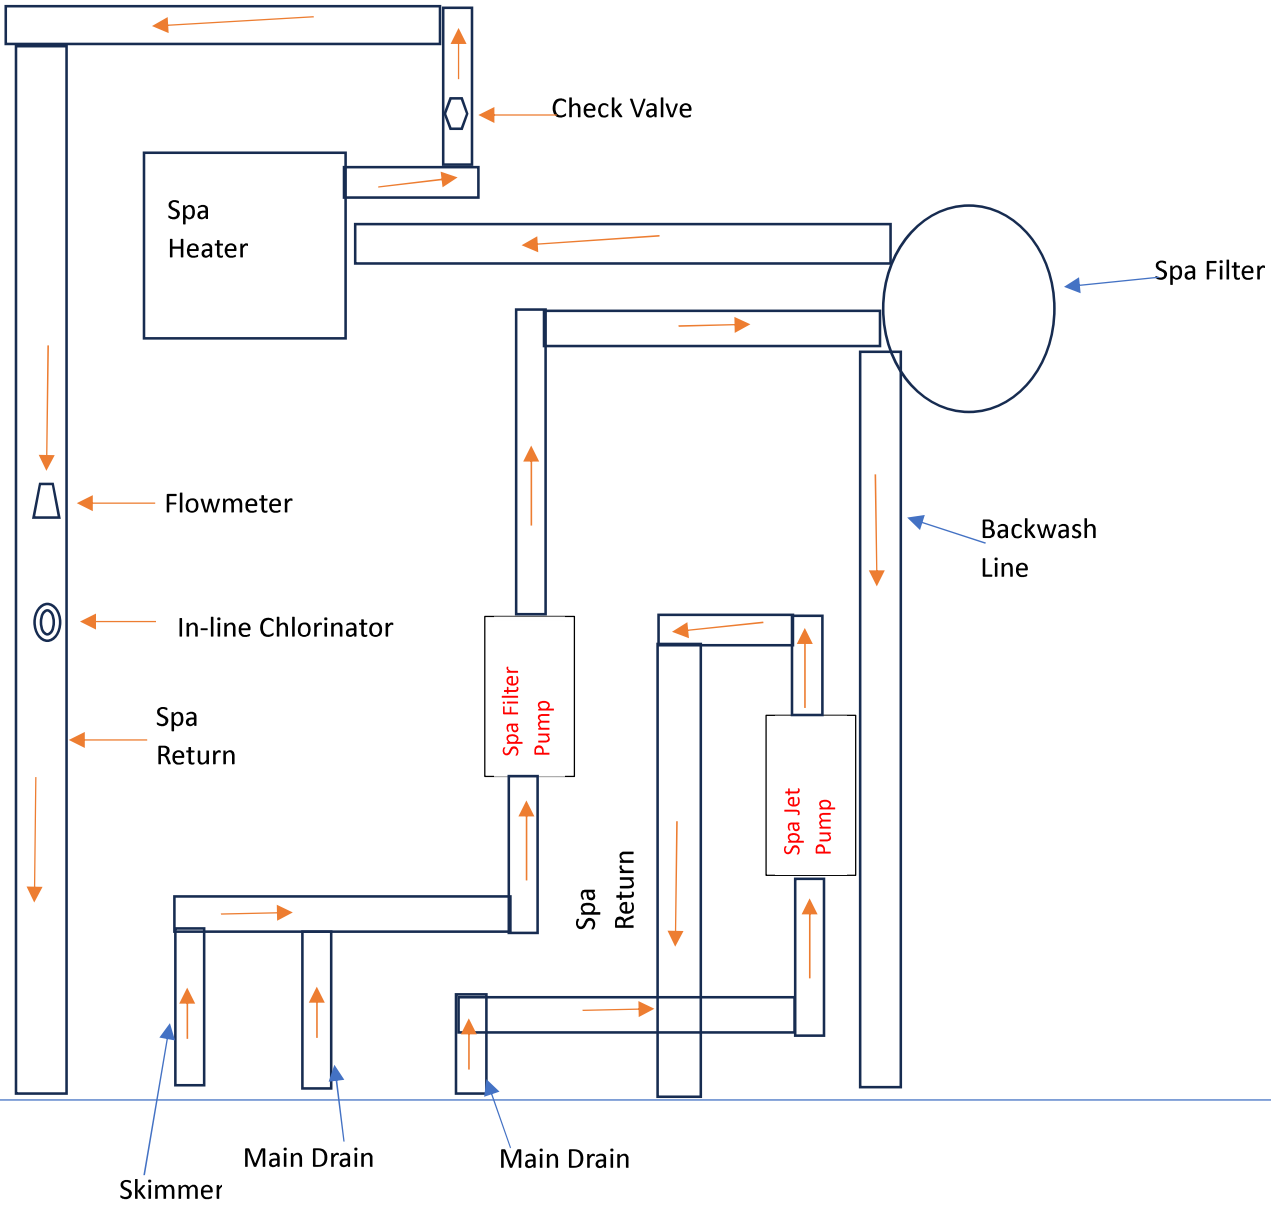 Check Valve
Spa
Heater
Spa Filter
Flowmeter
Backwash
Line
In-line Chlorinator
Spa Filter
Pump
Spa
Return
Spa Jet
Pump
Spa
Return
Main Drain
Main Drain
Skimmer